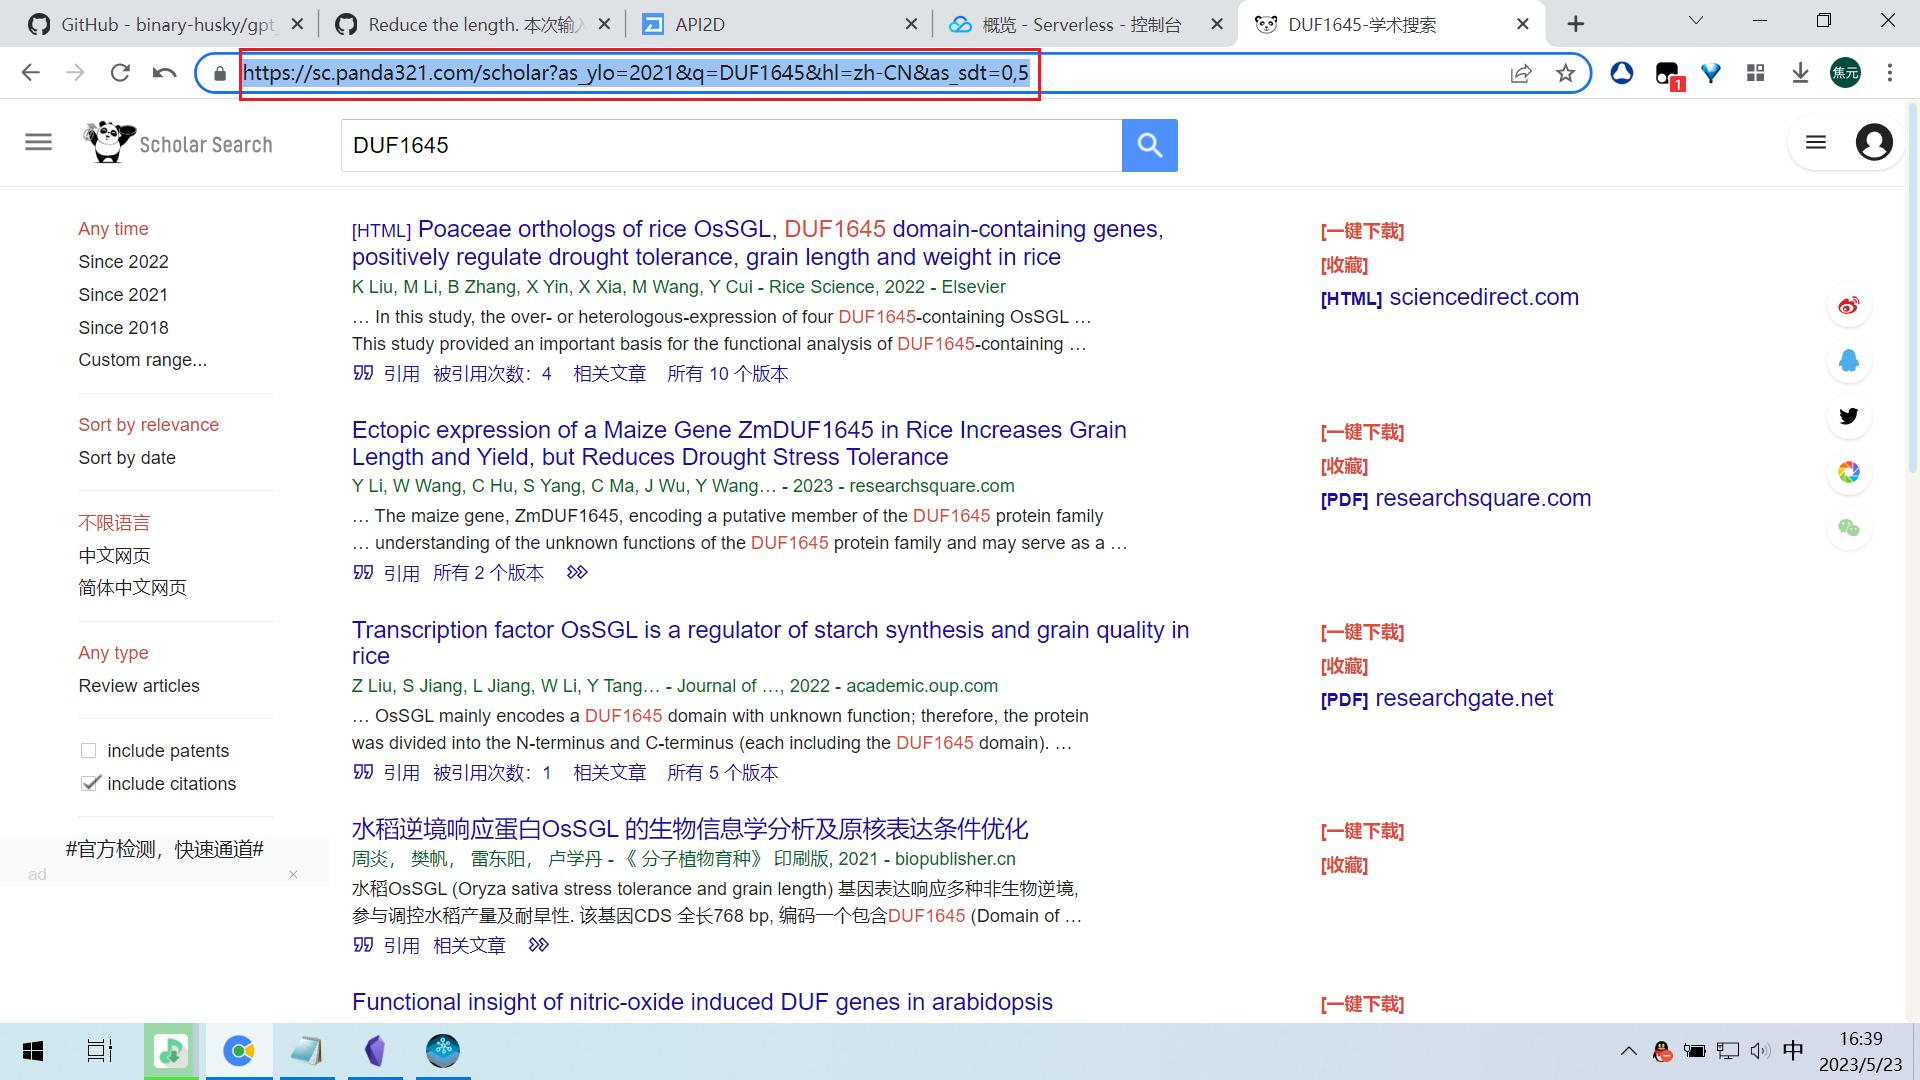 GitHub - binary-husky/gpt
Reduce the length. 本次输入
API2D
概览 - Serverless - 控制台
DUF1645-学术搜索
https://sc.panda321.com/scholar?as_ylo=2021&q=DUF1645&hl=zh-CN&as_sdt=0,5
1
焦元
Scholar Search
DUF1645
Any time
Since 2022
Since 2021
Since 2018
Custom range...
Sort by relevance
Sort by date
不限语言
中文网页
简体中文网页
Any type
Review articles
include patents
include citations
#官方检测，快速通道#
ad
[HTML] Poaceae orthologs of rice OsSGL, DUF1645 domain-containing genes,
positively regulate drought tolerance, grain length and weight in rice
K Liu, M Li, B Zhang, X Yin, X Xia, M Wang, Y Cui - Rice Science, 2022 - Elsevier
… In this study, the over- or heterologous-expression of four DUF1645-containing OsSGL …
This study provided an important basis for the functional analysis of DUF1645-containing …
引用 被引用次数：4 相关文章 所有 10 个版本
[一键下载]
[收藏]
[HTML] sciencedirect.com
Ectopic expression of a Maize Gene ZmDUF1645 in Rice Increases Grain
Length and Yield, but Reduces Drought Stress Tolerance
Y Li, W Wang, C Hu, S Yang, C Ma, J Wu, Y Wang… - 2023 - researchsquare.com
… The maize gene, ZmDUF1645, encoding a putative member of the DUF1645 protein family
… understanding of the unknown functions of the DUF1645 protein family and may serve as a …
引用 所有 2 个版本
[一键下载]
[收藏]
[PDF] researchsquare.com
Transcription factor OsSGL is a regulator of starch synthesis and grain quality in
rice
Z Liu, S Jiang, L Jiang, W Li, Y Tang… - Journal of …, 2022 - academic.oup.com
… OsSGL mainly encodes a DUF1645 domain with unknown function; therefore, the protein
was divided into the N-terminus and C-terminus (each including the DUF1645 domain). …
引用 被引用次数：1 相关文章 所有 5 个版本
[一键下载]
[收藏]
[PDF] researchgate.net
水稻逆境响应蛋白OsSGL 的生物信息学分析及原核表达条件优化
周炎， 樊帆， 雷东阳， 卢学丹 - 《 分子植物育种》 印刷版, 2021 - biopublisher.cn
水稻OsSGL (Oryza sativa stress tolerance and grain length) 基因表达响应多种非生物逆境,
参与调控水稻产量及耐旱性. 该基因CDS 全长768 bp, 编码一个包含DUF1645 (Domain of …
引用 相关文章
[一键下载]
[收藏]
Functional insight of nitric-oxide induced DUF genes in arabidopsis
[一键下载]
中
16:39
2023/5/23